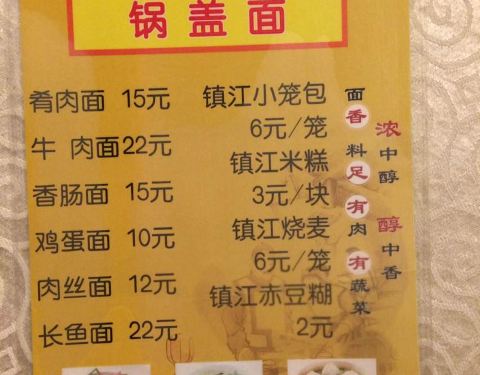 锅盖面
肴肉面 15元
牛 肉面22元
香肠面 15元
鸡蛋面 10元
肉丝面 12元
长鱼面 22元
镇江小笼包
6元/笼
镇江米糕
3元/块
镇江烧麦
6元/笼
镇江赤豆糊
2元
面香料足有肉有蔬菜
浓中醇醇中香